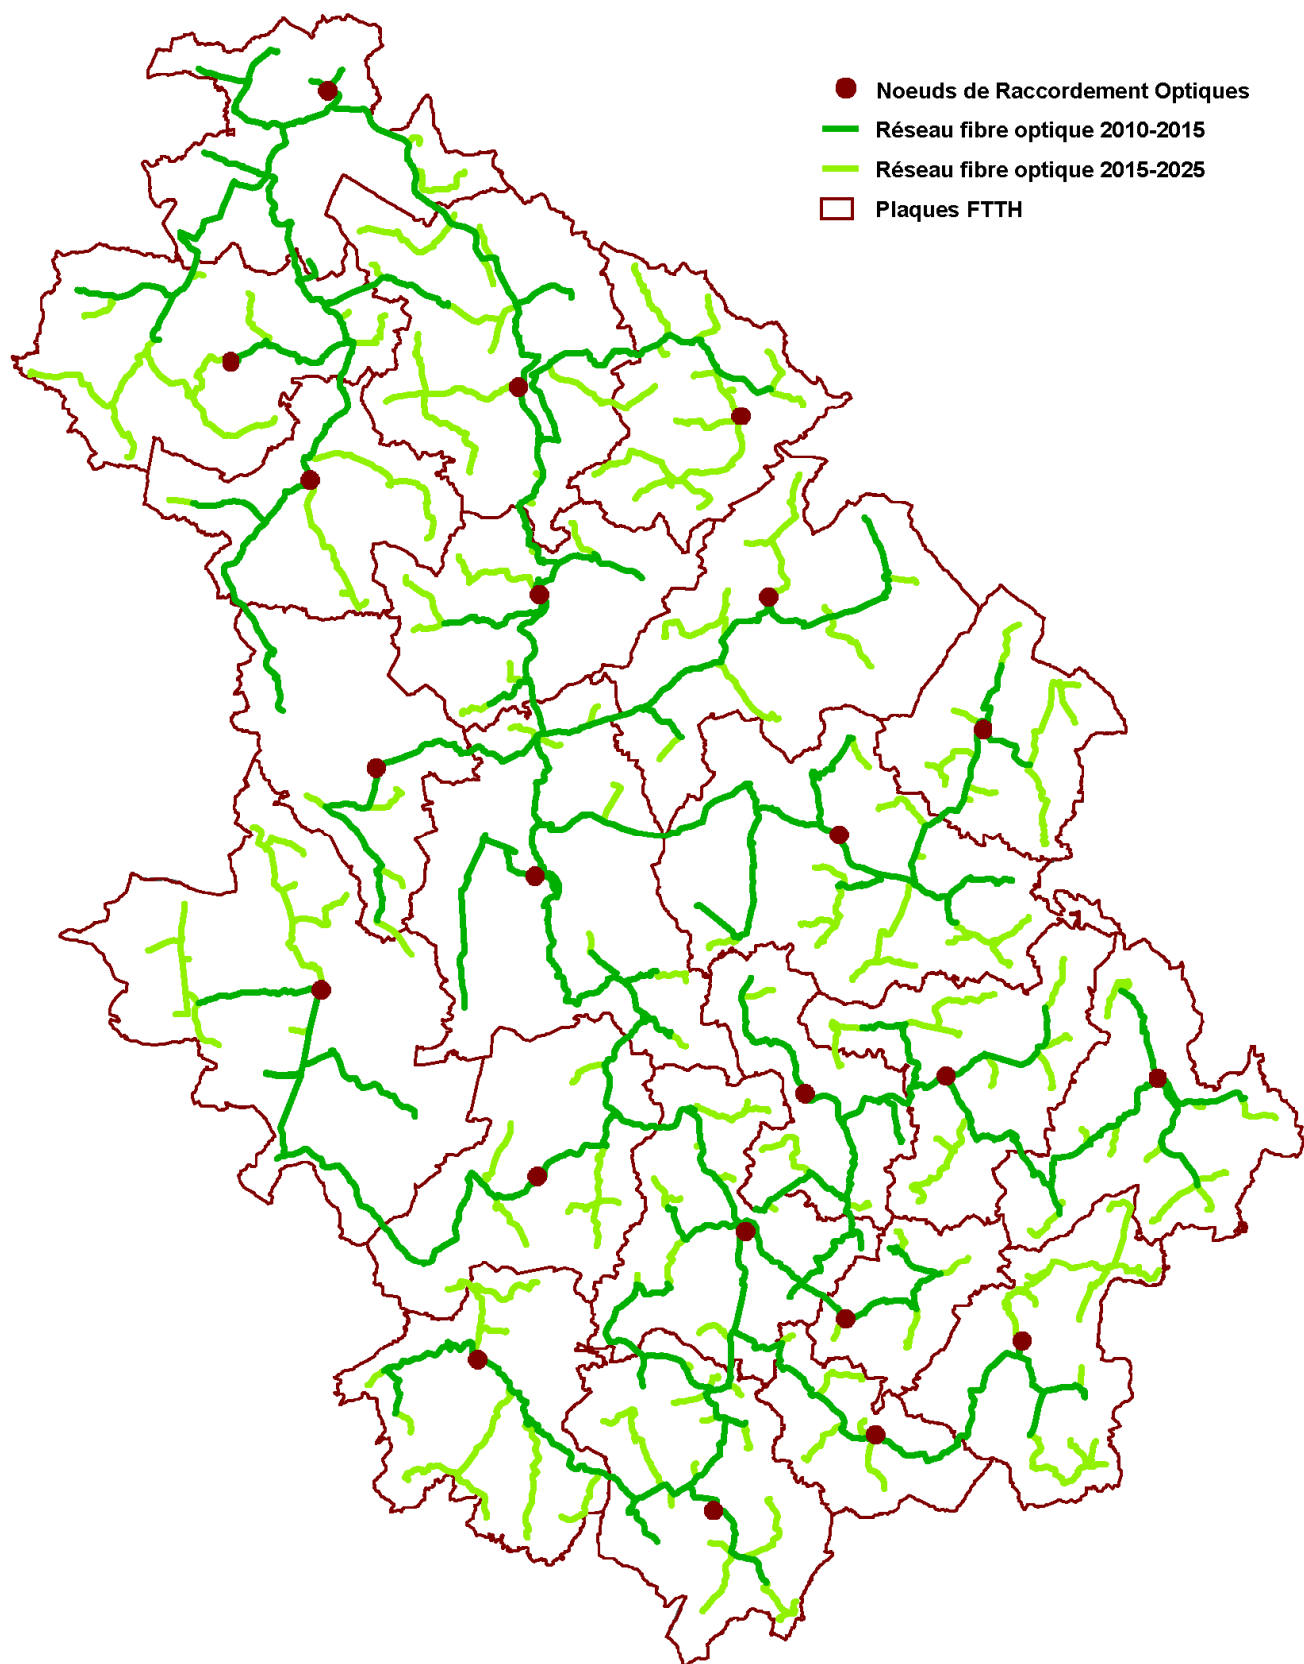 Noeuds de Raccordement Optiques
Réseau fibre optique 2010-2015
Réseau fibre optique 2015-2025
Plaques FTTH